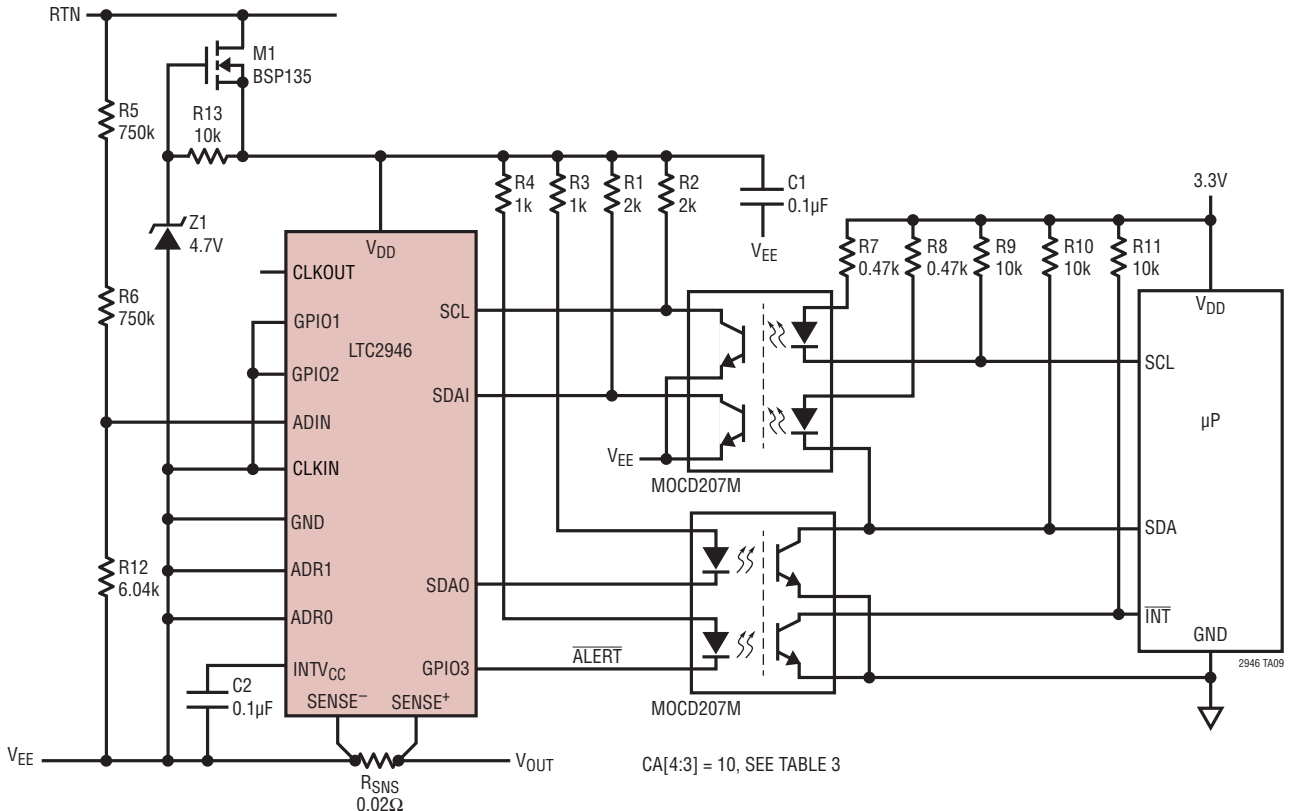 RTN
M1
BSP135
R5
750k
R13
10k
Z1
4.7V
R6
750k
R12
6.04k
R4
1k
R3
1k
R1
2k
R2
2k
C1
0.1µF
VEE
3.3V
R7
0.47k
R8
0.47k
R9
10k
R10
10k
R11
10k
VDD
CLKOUT
GPIO1
GPIO2
ADIN
CLKIN
GND
ADR1
ADR0
INTVCC
LTC2946
SCL
SDAI
SDAO
GPIO3
SENSE–
SENSE+
ALERT
VEE
MOCD207M
MOCD207M
VDD
SCL
µP
SDA
INT
GND
2946 TA09
C2
0.1µF
VEE
RSNS
0.02Ω
VOUT
CA[4:3] = 10, SEE TABLE 3